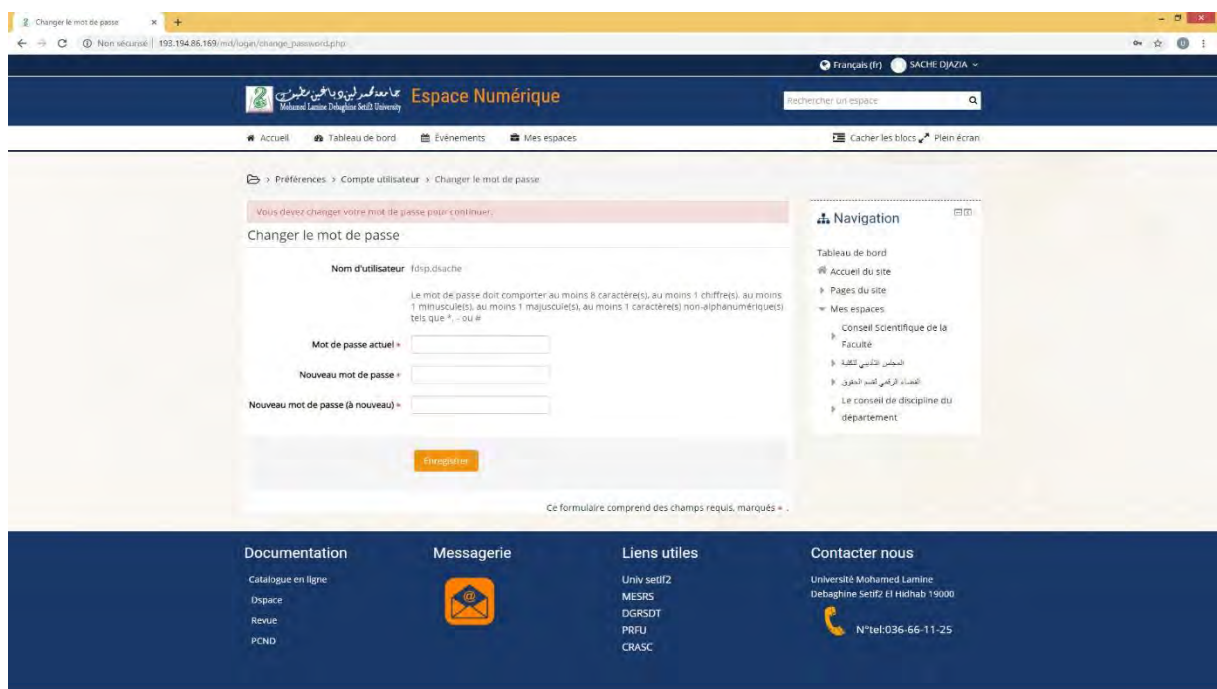 Changer le mot de passe
Non sécurisé | 193.194.86.169/md/login/change_password.php
Français (fr) SACHE DJAZIA
Mohamed Lamine Debaghine Setif2 University
Espace Numérique
Rechercher un espace
Accueil Tableau de bord Évènements Mes espaces Cacher les blocs Plein écran
> Préférences > Compte utilisateur > Changer le mot de passe
Vous devez changer votre mot de passe pour continuer.
Changer le mot de passe
Nom d'utilisateur fdsp.dsache
Le mot de passe doit comporter au moins 8 caractère(s), au moins 1 chiffre(s), au moins
1 minuscule(s), au moins 1 majuscule(s), au moins 1 caractère(s) non-alphanumérique(s)
tels que *, - ou #
Mot de passe actuel *
Nouveau mot de passe *
Nouveau mot de passe (à nouveau) *
Enregistrer
Ce formulaire comprend des champs requis, marqués * .
Navigation
Tableau de bord
Accueil du site
Pages du site
Mes espaces
Conseil Scientifique de la
Faculté
المجلس التأديبي للكلية
الفضاء الرقمي لقسم الحقوق
Le conseil de discipline du
département
Documentation
Catalogue en ligne
Dspace
Revue
PCND
Messagerie
@
Liens utiles
Univ setif2
MESRS
DGRSDT
PRFU
CRASC
Contacter nous
Université Mohamed Lamine
Debaghine Setif2 El Hidhab 19000
N°tel:036-66-11-25